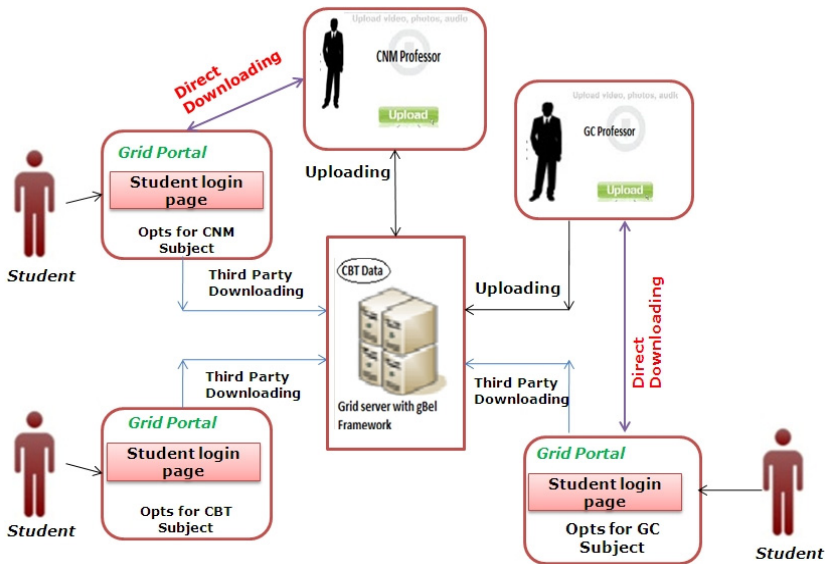 Upload video, photos, audio
CNM Professor
Upload
Direct
Downloading
Upload video, photos, audi
GC Professor
Upload
Grid Portal
Student login
page
Opts for CNM
Subject
Student
Uploading
Third Party
Downloading
CBT Data
Grid server with gBel
Framework
Uploading
Direct
Downloading
Third Party
Downloading
Third Party
Downloading
Grid Portal
Student login
page
Opts for CBT
Subject
Student
Grid Portal
Student login
page
Opts for GC
Subject
Student